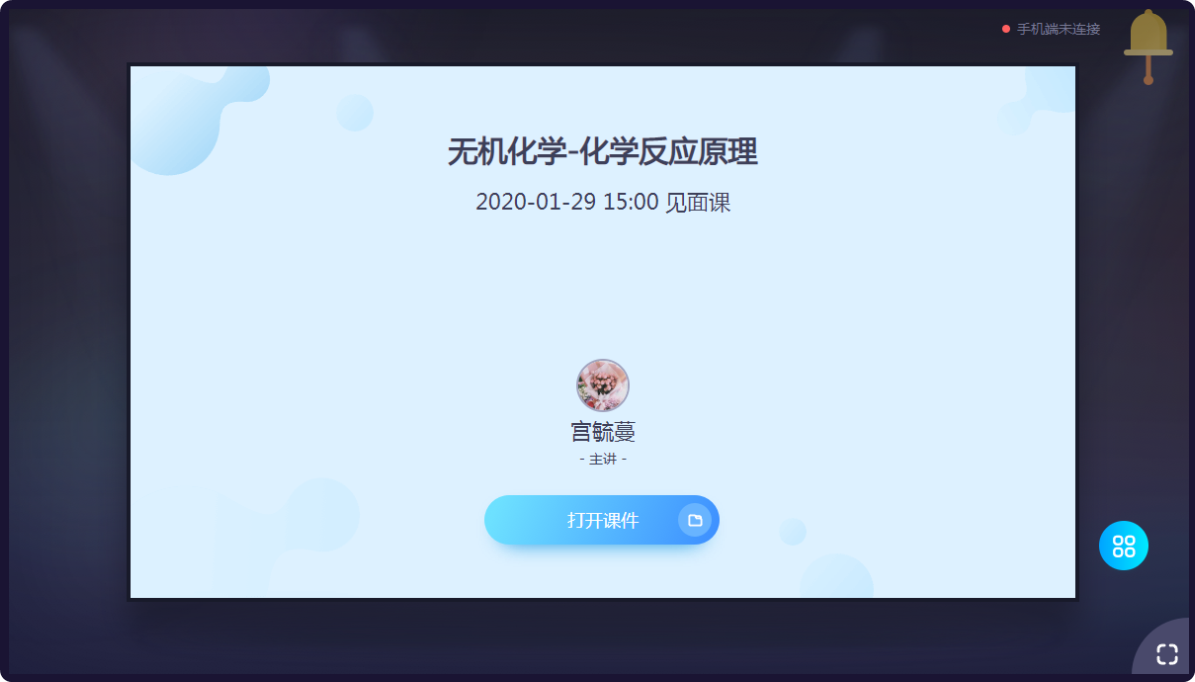 手机端未连接
无机化学-化学反应原理
2020-01-29 15:00 见面课
宫毓蔓
- 主讲 -
打开课件